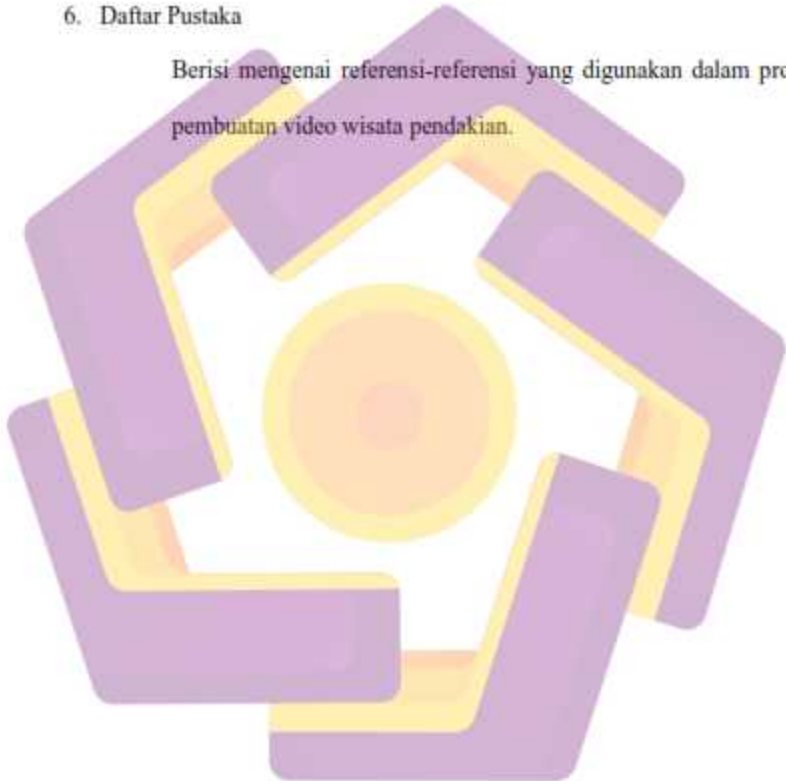 6. Daftar Pustaka
Berisi mengenai referensi-referensi yang digunakan dalam
pembuatan video wisata pendakian.